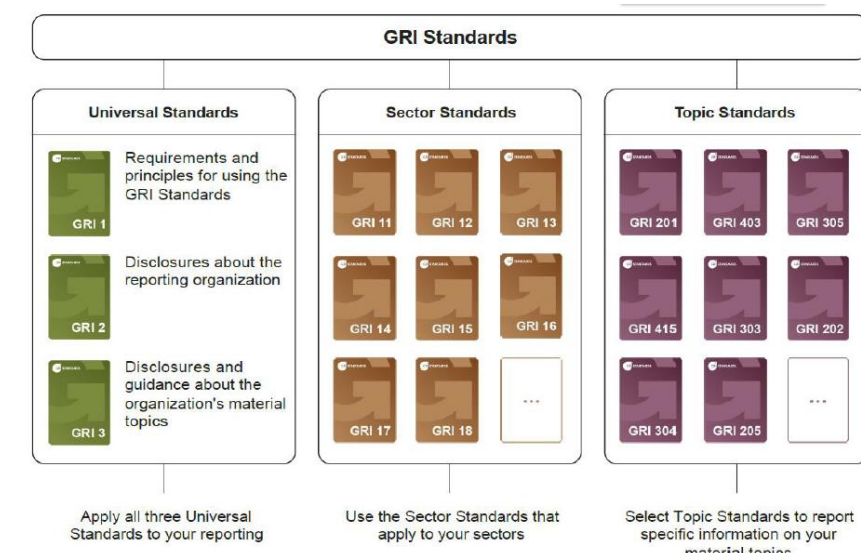 GRI Standards
Universal Standards
Requirements and
principles for using the
GRI Standards
GRI 1
Disclosures about the
reporting organization
GRI 2
Disclosures and
guidance about the
organization's material
topics
GRI 3
Apply all three Universal
Standards to your reporting
Sector Standards
GRI 11
GRI 12
GRI 13
GRI 14
GRI 15
GRI 16
GRI 17
GRI 18
...
Use the Sector Standards that
apply to your sectors
Topic Standards
GRI 201
GRI 403
GRI 305
GRI 415
GRI 303
GRI 202
GRI 304
GRI 205
...
Select Topic Standards to report
specific information on your
material topics